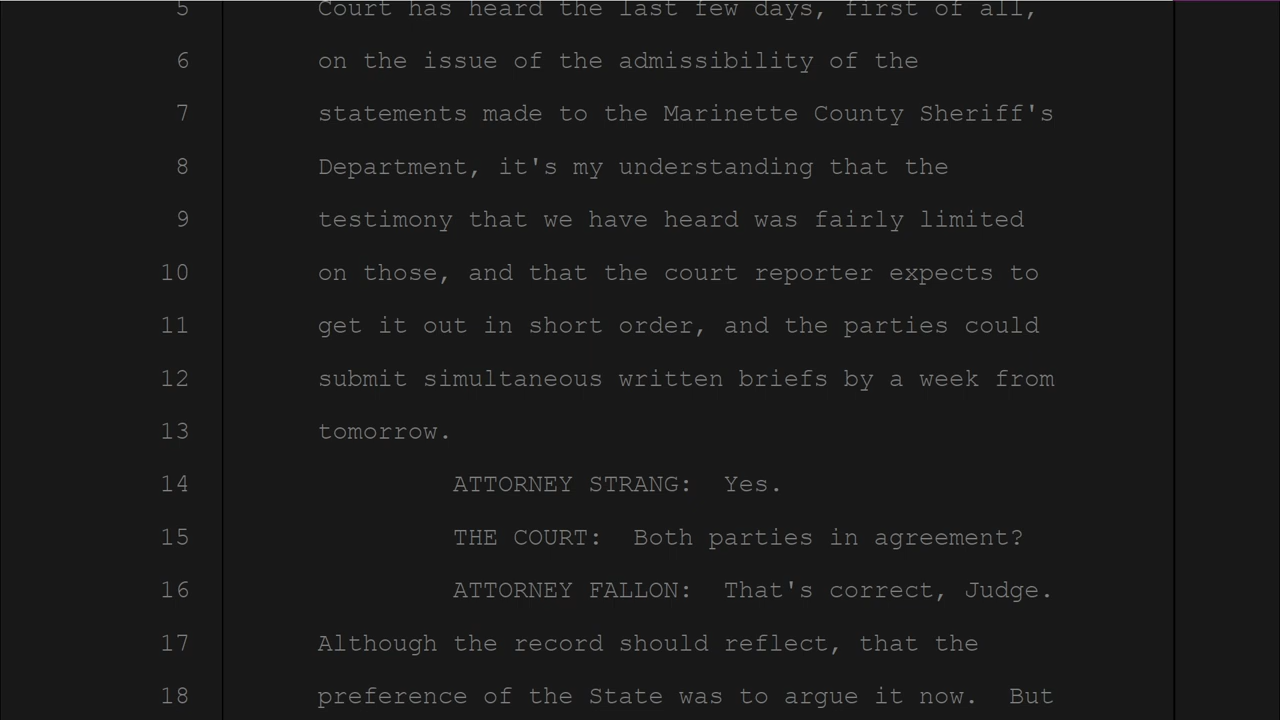 5 Court has heard the last few days, first of all,
6 on the issue of the admissibility of the
7 statements made to the Marinette County Sheriff's
8 Department, it's my understanding that the
9 testimony that we have heard was fairly limited
10 on those, and that the court reporter expects to
11 get it out in short order, and the parties could
12 submit simultaneous written briefs by a week from
13 tomorrow.
14 ATTORNEY STRANG: Yes.
15 THE COURT: Both parties in agreement?
16 ATTORNEY FALLON: That's correct, Judge.
17 Although the record should reflect, that the
18 preference of the State was to argue it now. But